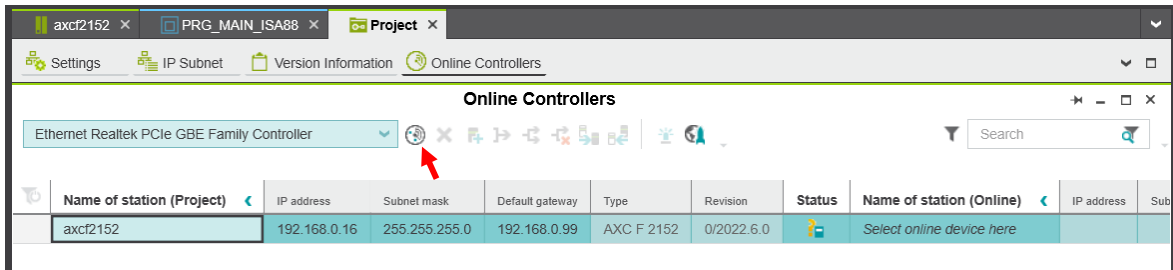 axcf2152 PRG_MAIN_ISA88 Project
Settings IP Subnet Version Information Online Controllers
Online Controllers
Ethernet Realtek PCIe GBE Family Controller Search
Name of station (Project) IP address Subnet mask Default gateway Type Revision Status Name of station (Online) IP address Sub
axcf2152 192.168.0.16 255.255.255.0 192.168.0.99 AXC F 2152 0/2022.6.0 Select online device here